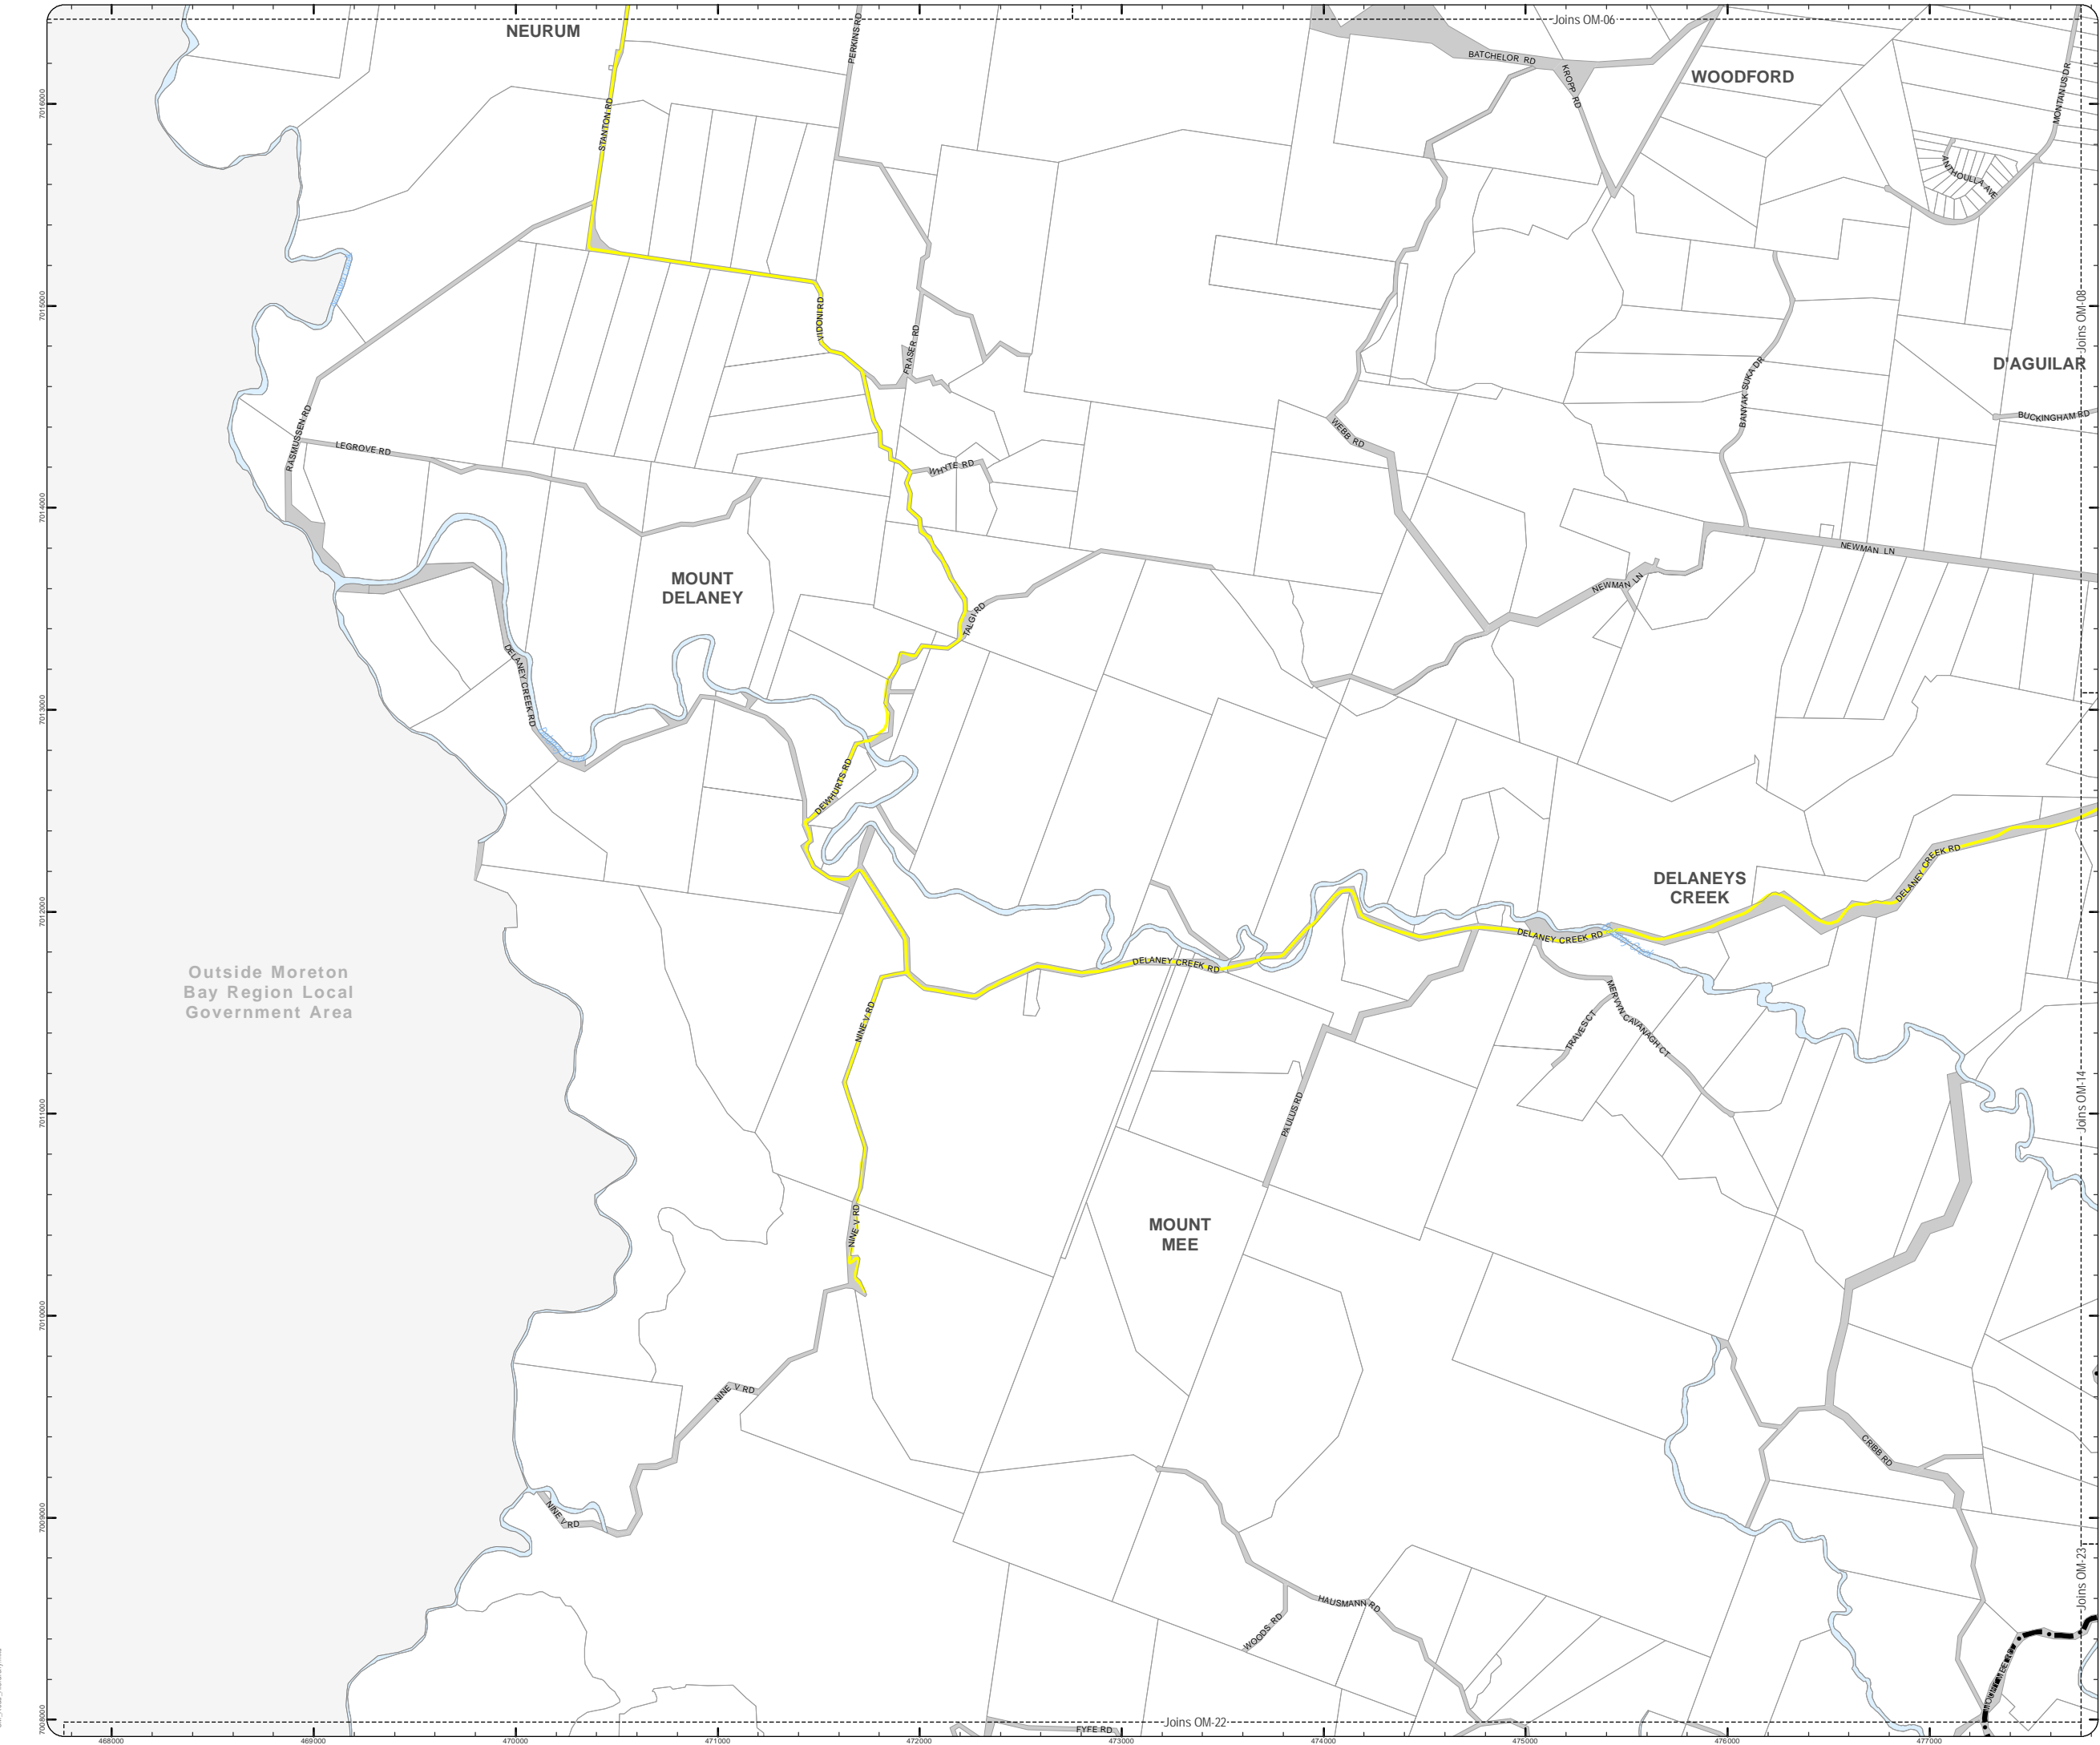 Joins OM-06
NEURUM
PERKINS RD
BATCHELOR RD
KROPP RD
WOODFORD
MONTANUS DR
7016000
STANTON RD
ANTHOULLA AVE
7015000
VIDONI RD
Joins OM-08
FRASER RD
D'AGUILAR
BANYAK SUKA DR
BUCKINGHAM RD
RASMUSSEN RD
LEGROVE RD
WEBB RD
WHYTE RD
7014000
NEWMAN LN
MOUNT
DELANEY
NEWMAN LN
TALGI RD
DELANEY CREEK RD
7013000
DEWHURTS RD
DELANEY CREEK RD
DELANEYS
CREEK
7012000
DELANEY CREEK RD
DELANEY CREEK RD
Outside Moreton
Bay Region Local
Government Area
NINE V RD
MERVYN CAVANAGH CT
TRAVES CT
7011000
PAULUS RD
Joins OM-14
MOUNT
MEE
NINE V RD
7010000
NINE V RD
CRIBB RD
7009000
NINE V RD
Joins OM-23
HAUSMANN RD
WOODS RD
7008000
Joins OM-22
FYFE RD
468000
469000
470000
471000
472000
473000
474000
475000
476000
477000